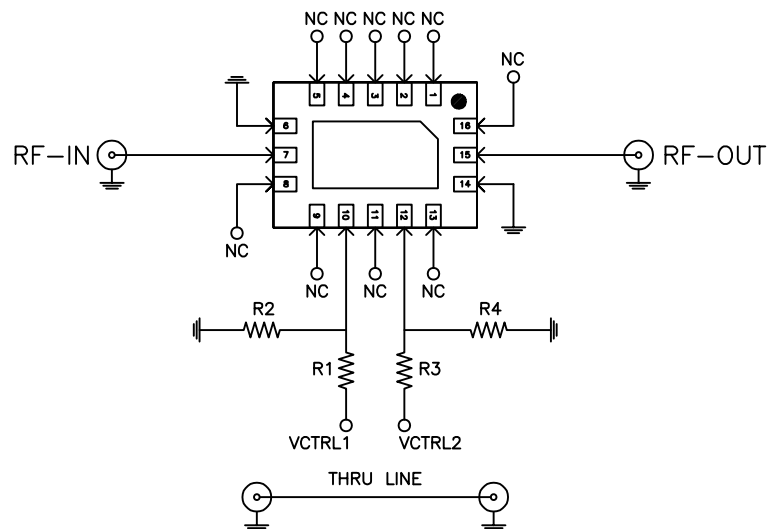 NC NC NC NC NC
NC
5 4 3 2 1
6 16
RF-IN 7 15 RF-OUT
8 14
NC
9 10 11 12 13
NC NC NC
R2 R4
R1 R3
VCTRL1 VCTRL2
THRU LINE